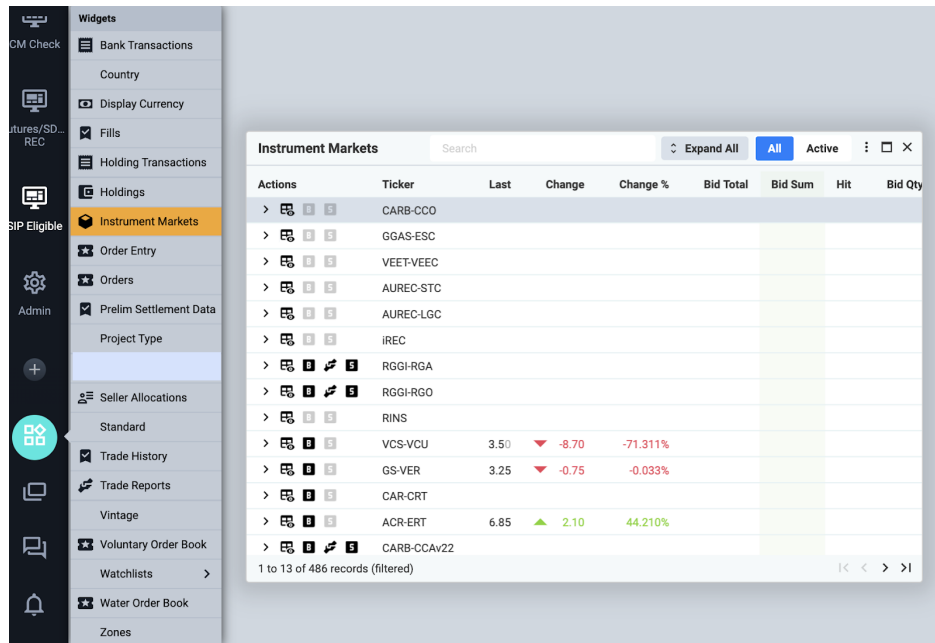 CM Check
utures/SD...
REC
SIP Eligible
Admin
Widgets
Bank Transactions
Country
Display Currency
Fills
Holding Transactions
Holdings
Instrument Markets
Order Entry
Orders
Prelim Settlement Data
Project Type
Seller Allocations
Standard
Trade History
Trade Reports
Vintage
Voluntary Order Book
Watchlists
Water Order Book
Zones
Instrument Markets Search Expand All All Active
Actions Ticker Last Change Change % Bid Total Bid Sum Hit Bid Qty
B S CARB-CCO
B S GGAS-ESC
B S VEET-VEEC
B S AUREC-STC
B S AUREC-LGC
B S iREC
B S RGGI-RGA
B S RGGI-RGO
B S RINS
B S VCS-VCU 3.50 -8.70 -71.311%
B S GS-VER 3.25 -0.75 -0.033%
B S CAR-CRT
B S ACR-ERT 6.85 2.10 44.210%
B S CARB-CCAv22
1 to 13 of 486 records (filtered)